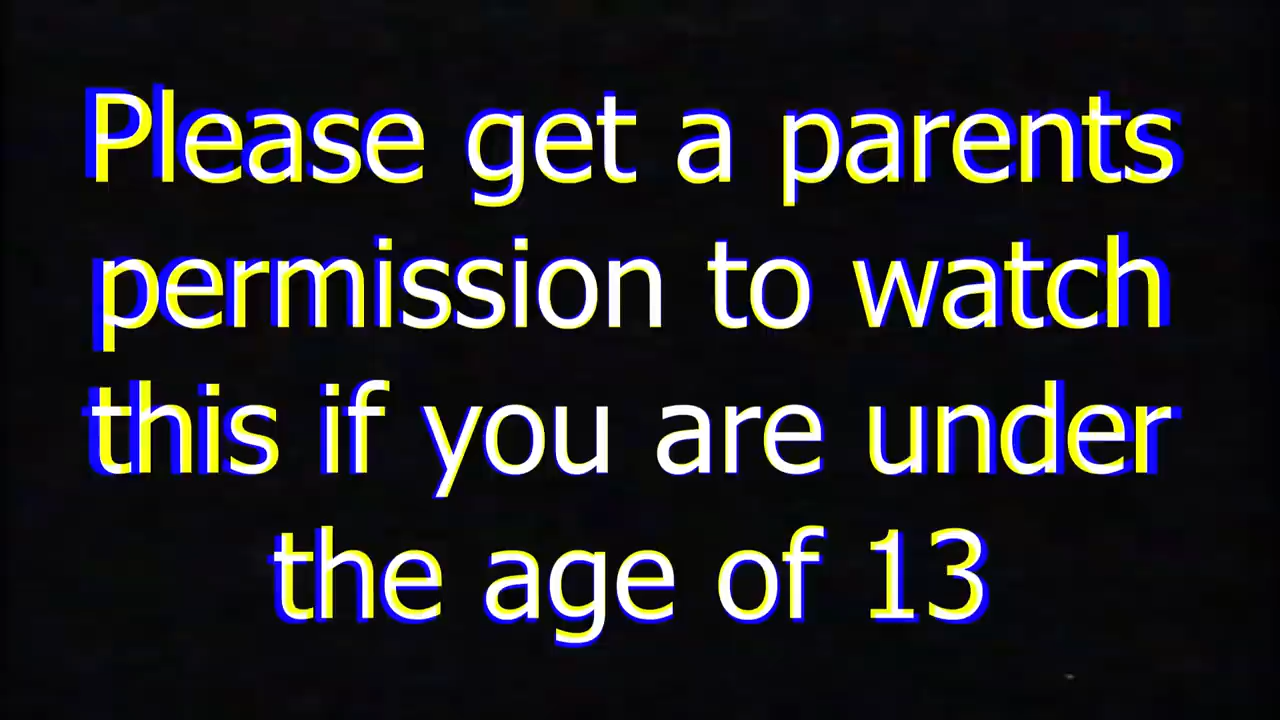 Please get a parents
permission to watch
this if you are under
the age of 13